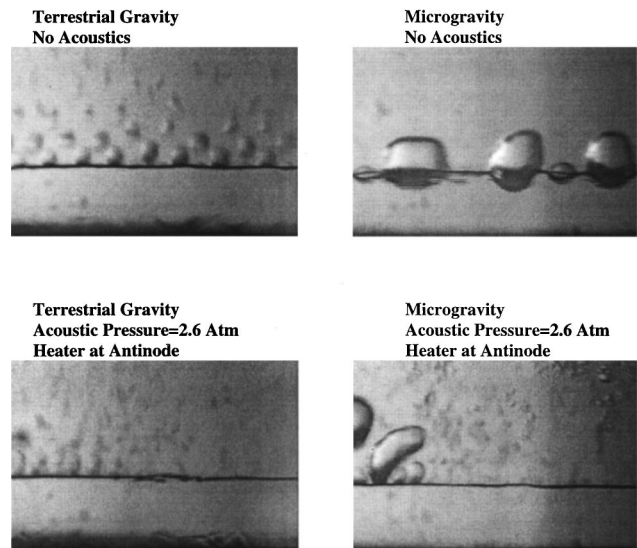 Terrestrial Gravity
No Acoustics
Microgravity
No Acoustics
Terrestrial Gravity
Acoustic Pressure=2.6 Atm
Heater at Antinode
Microgravity
Acoustic Pressure=2.6 Atm
Heater at Antinode